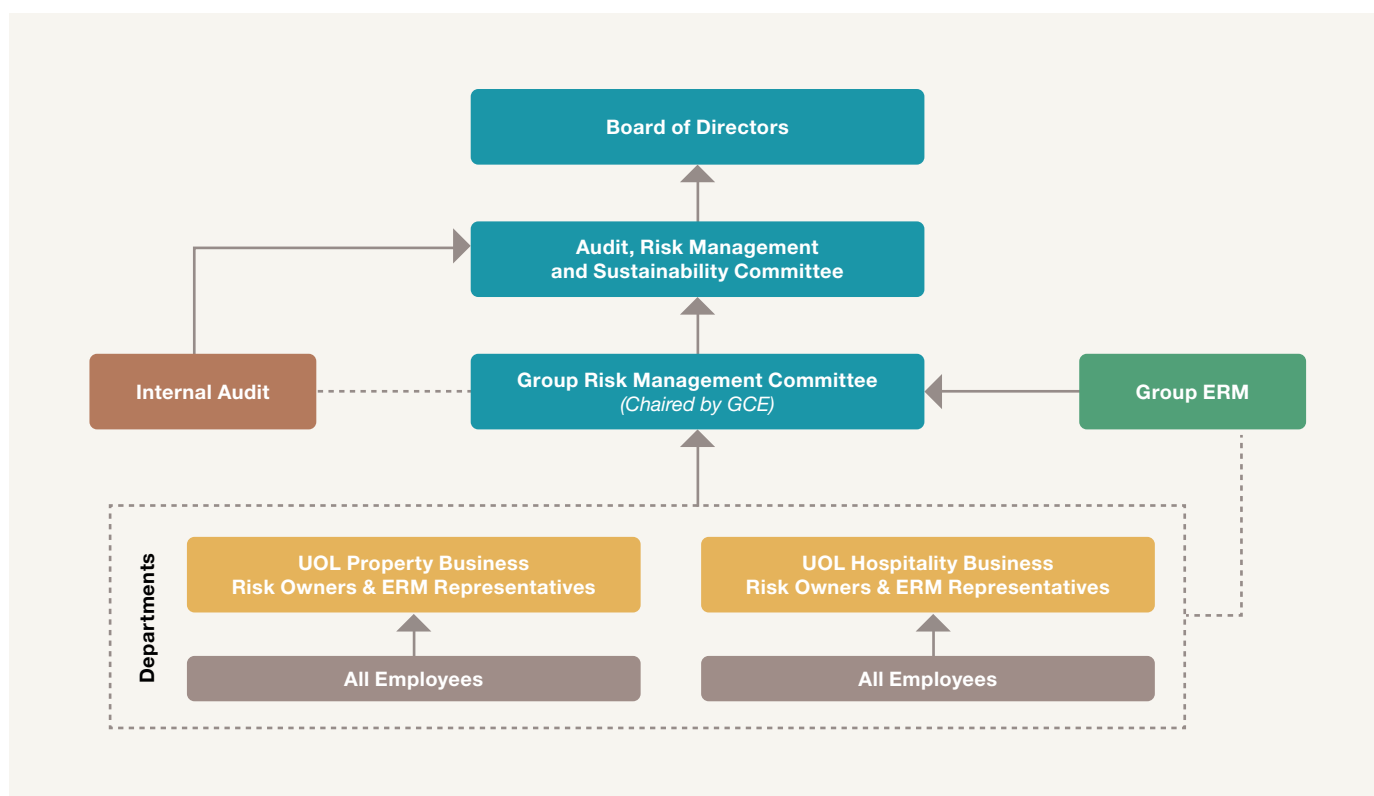 Board of Directors
Audit, Risk Management
and Sustainability Committee
Internal Audit
Group Risk Management Committee
(Chaired by GCE)
Group ERM
Departments
UOL Property Business
Risk Owners & ERM Representatives
UOL Hospitality Business
Risk Owners & ERM Representatives
All Employees
All Employees